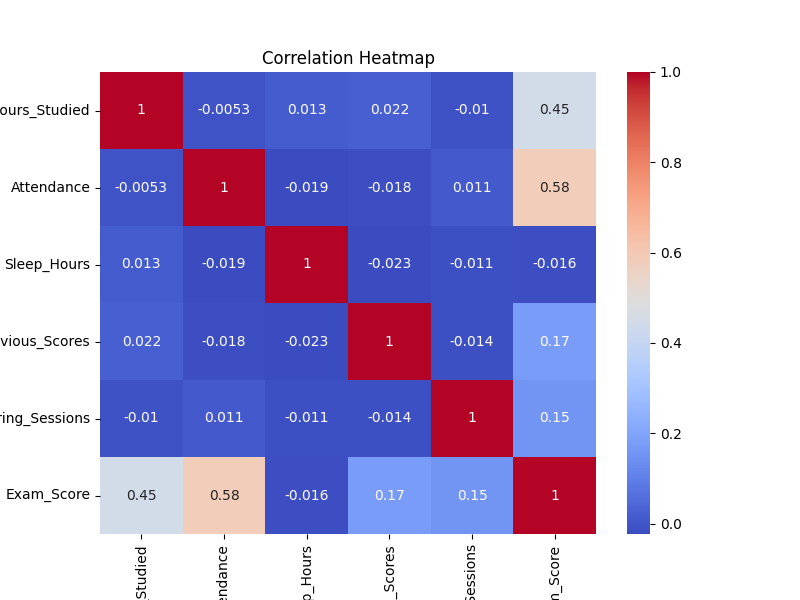 Correlation Heatmap
ours_Studied 1 -0.0053 0.013 0.022 -0.01 0.45
Attendance -0.0053 1 -0.019 -0.018 0.011 0.58
Sleep_Hours 0.013 -0.019 1 -0.023 -0.011 -0.016
vious_Scores 0.022 -0.018 -0.023 1 -0.014 0.17
ring_Sessions -0.01 0.011 -0.011 -0.014 1 0.15
Exam_Score 0.45 0.58 -0.016 0.17 0.15 1
_Studied
endance
p_Hours
_Scores
Sessions
m_Score
1.0
0.8
0.6
0.4
0.2
0.0